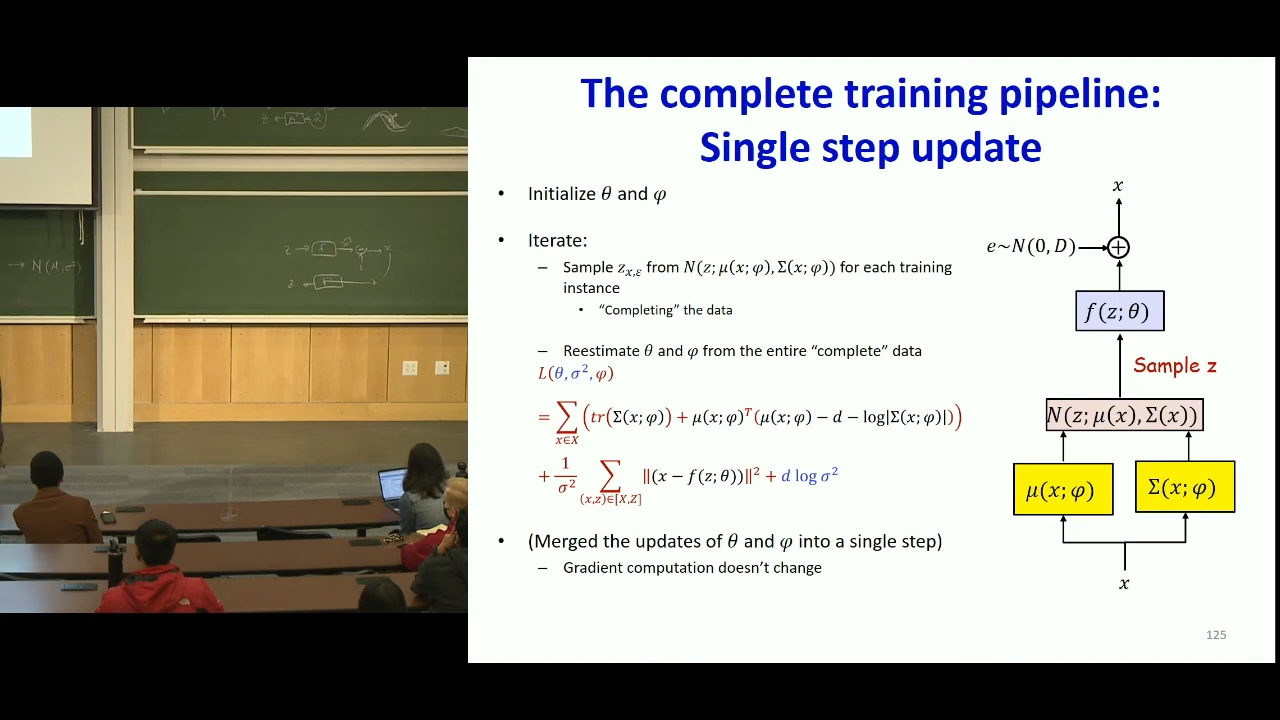 The complete training pipeline:
Single step update
• Initialize θ and φ
• Iterate:
– Sample z_{x,ε} from N(z; μ(x; φ), Σ(x; φ)) for each training
instance
• “Completing” the data
– Reestimate θ and φ from the entire “complete” data
L(θ, σ², φ)
= ∑_{x∈X} (tr(Σ(x; φ)) + μ(x; φ)^T(μ(x; φ) − d − log|Σ(x; φ)|))
+ 1/σ² ∑_{(x,z)∈[X,Z]} ‖(x − f(z; θ))‖² + d log σ²
• (Merged the updates of θ and φ into a single step)
– Gradient computation doesn’t change
x
e~N(0, D)
+
f(z; θ)
Sample z
N(z; μ(x), Σ(x))
μ(x; φ)
Σ(x; φ)
x
125